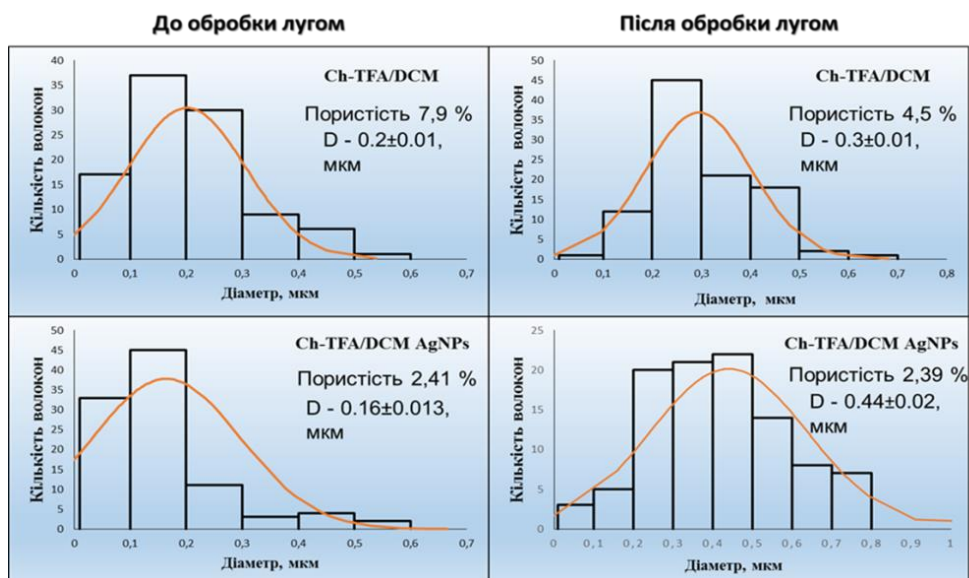 До обробки лугом
Після обробки лугом
Кількість волокон
40
35
30
25
20
15
10
5
0
Ch-TFA/DCM
Пористість 7,9 %
D - 0.2±0.01,
мкм
0 0,1 0,2 0,3 0,4 0,5 0,6 0,7
Діаметр, мкм
Кількість волокон
50
45
40
35
30
25
20
15
10
5
0
Ch-TFA/DCM
Пористість 4,5 %
D - 0.3±0.01,
мкм
0 0,1 0,2 0,3 0,4 0,5 0,6 0,7 0,8
Діаметр, мкм
Кількість волокон
50
45
40
35
30
25
20
15
10
5
0
Ch-TFA/DCM AgNPs
Пористість 2,41 %
D - 0.16±0.013,
мкм
0 0,1 0,2 0,3 0,4 0,5 0,6 0,7
Діаметр, мкм
Кількість волокон
25
20
15
10
5
0
Ch-TFA/DCM AgNPs
Пористість 2,39 %
D - 0.44±0.02,
мкм
0 0,1 0,2 0,3 0,4 0,5 0,6 0,7 0,8 0,9 1
Діаметр, мкм